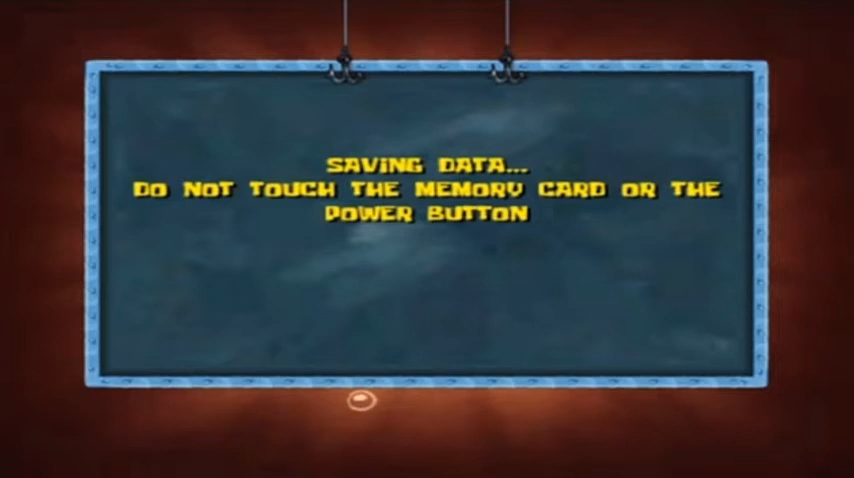 SAVING DATA...
DO NOT TOUCH THE MEMORY CARD OR THE
POWER BUTTON